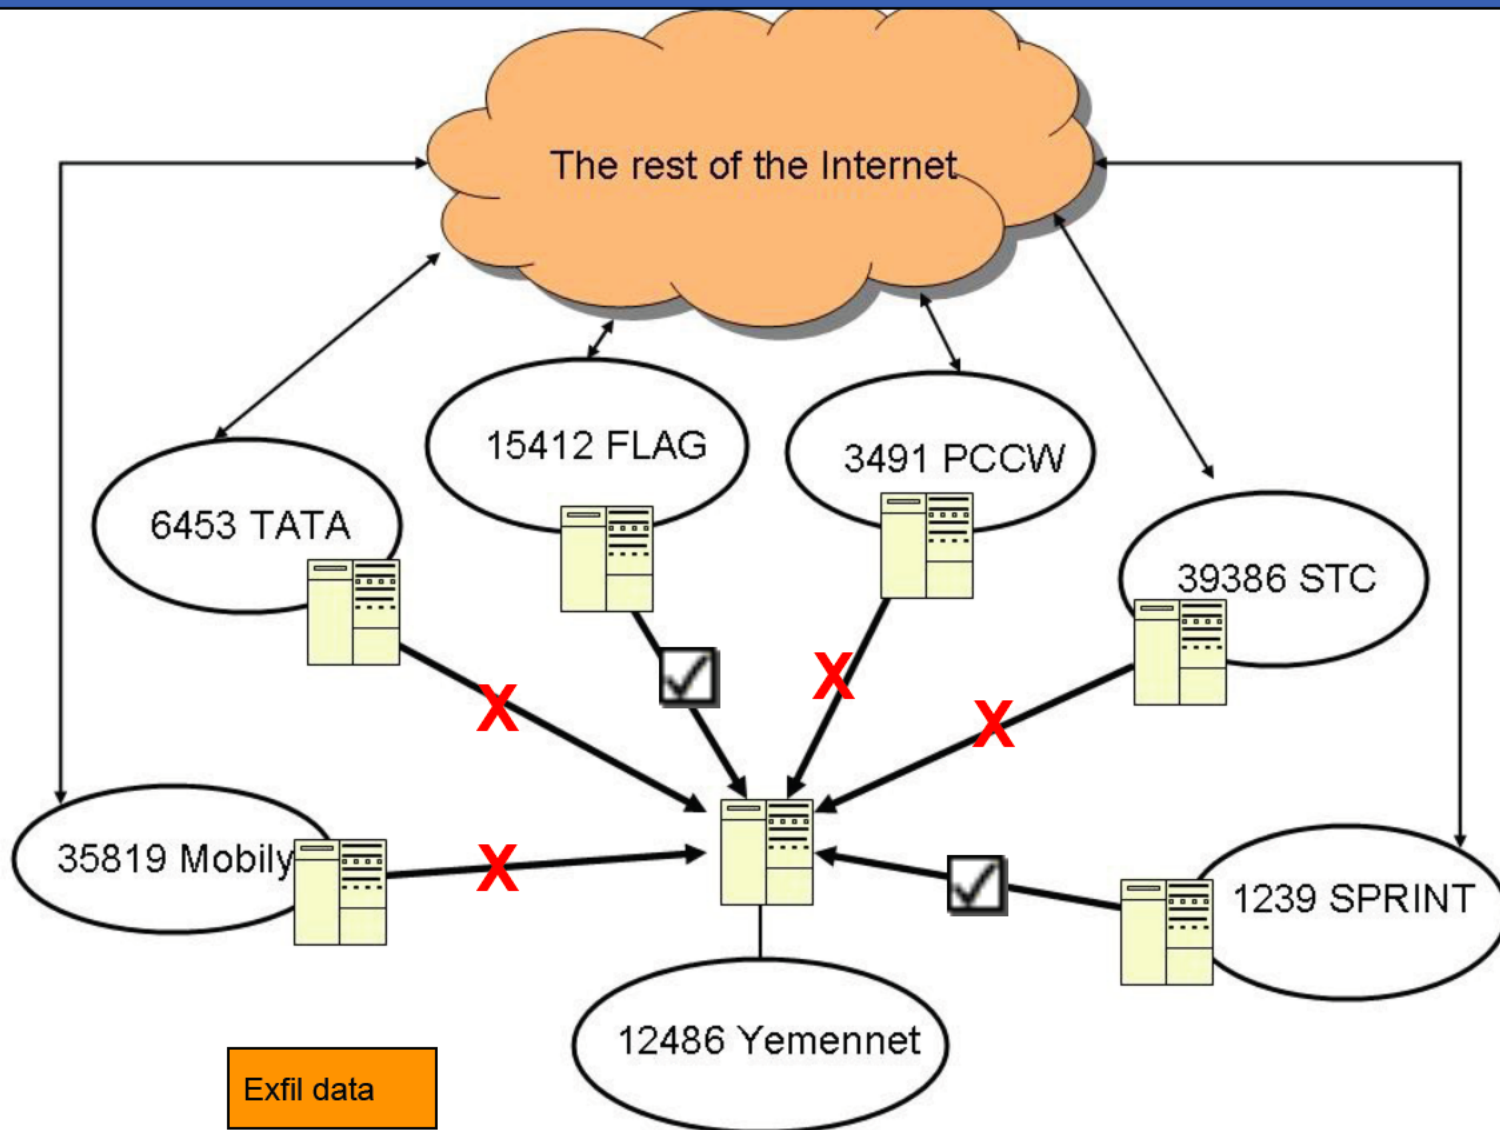 The rest of the Internet
15412 FLAG
3491 PCCW
6453 TATA
39386 STC
X
X
X
35819 Mobily
X
1239 SPRINT
12486 Yemennet
Exfil data